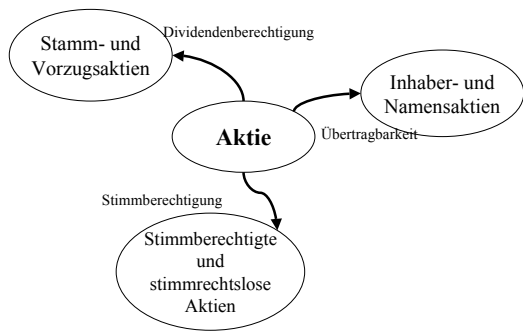 Dividendenberechtigung
Stamm- und
Vorzugsaktien
Inhaber- und
Namensaktien
Aktie
Übertragbarkeit
Stimmberechtigung
Stimmberechtigte
und
stimmrechtslose
Aktien